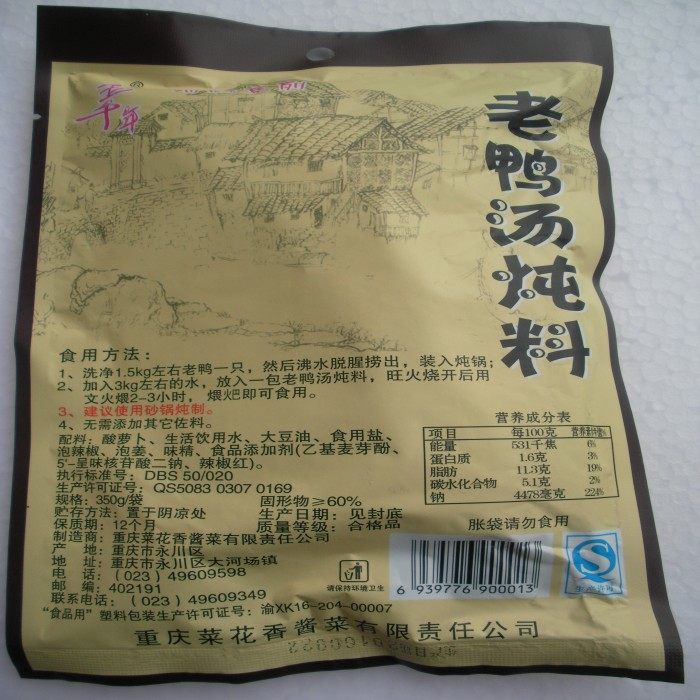 老鸭汤炖料
食用方法：
1、洗净1.5kg左右老鸭一只，然后沸水脱腥捞出，装入炖锅；
2、加入3kg左右的水，放入一包老鸭汤炖料，旺火烧开后用
文火煨2-3小时，煨𤆵即可食用。
3、建议使用砂锅炖制。
4、无需添加其它佐料。
配料：酸萝卜、生活饮用水、大豆油、食用盐、
泡辣椒、泡姜、味精、食品添加剂(乙基麦芽酚、
5'-呈味核苷酸二钠、辣椒红)。
执行标准号：DBS 50/020
生产许可证号：QS5083 0307 0169
规格：350g/袋 固形物≥60%
贮存方法：置于阴凉处 生产日期：见封底
保质期：12个月 质量等级：合格品
制造商：重庆菜花香酱菜有限责任公司
产 地：重庆市永川区
地 址：重庆市永川区大河场镇
电 话：（023）49609598
邮 编：402191
联系电话：（023）49609349
“食品用”塑料包装生产许可证号：渝XK16-204-00007
重庆菜花香酱菜有限责任公司
营养成分表
项目 每100克 营养素参考值%
能量 531千焦 6%
蛋白质 1.6克 3%
脂肪 11.3克 19%
碳水化合物 5.1克 2%
钠 4478毫克 224%
胀袋请勿食用
请保持环境卫生
6 939776 900013
生产许可